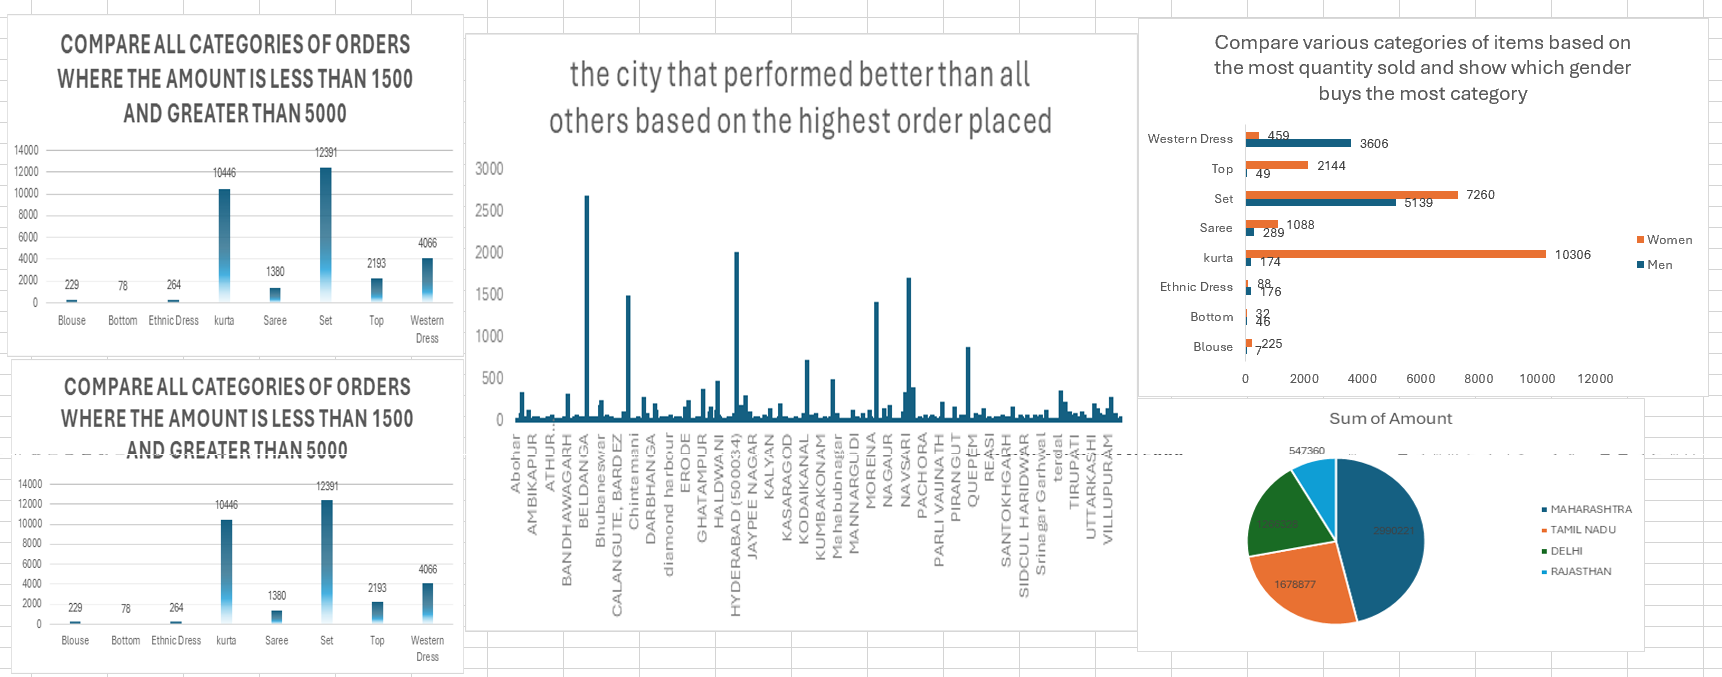 COMPARE ALL CATEGORIES OF ORDERS
WHERE THE AMOUNT IS LESS THAN 1500
AND GREATER THAN 5000
14000
12000
10000
8000
6000
4000
2000
0
229
78
264
10446
1380
12391
2193
4066
Blouse
Bottom
Ethnic Dress
kurta
Saree
Set
Top
Western
Dress
COMPARE ALL CATEGORIES OF ORDERS
WHERE THE AMOUNT IS LESS THAN 1500
AND GREATER THAN 5000
14000
12000
10000
8000
6000
4000
2000
0
229
78
264
10446
1380
12391
2193
4066
Blouse
Bottom
Ethnic Dress
kurta
Saree
Set
Top
Western
Dress
the city that performed better than all
others based on the highest order placed
3000
2500
2000
1500
1000
500
0
Abohar
AMBIKAPUR
ATHUR...
BANDHAWAGARH
BELDANGA
Bhubaneswar
CALANGUTE, BARDEZ
Chintamani
DARBHANGA
diamond harbour
ERODE
GHATAMPUR
HALDWANI
HYDERABAD (500034)
JAYPEE NAGAR
KALYAN
KASARAGOD
KODAIKANAL
KUMBAKONAM
Mahabubnagar
MANNARGUDI
MORENA
NAGAUR
NAVSARI
PACHORA
PARLI VAIJNATH
PIRANGUT
QUEPEM
REASI
SANTOKHGARH
SIDCUL HARIDWAR
Srinagar Garhwal
terdal
TIRUPATI
UTTARKASHI
VILLUPURAM
Compare various categories of items based on
the most quantity sold and show which gender
buys the most category
Western Dress
459
3606
Top
2144
49
Set
7260
5139
Saree
1088
289
kurta
10306
174
Ethnic Dress
88
176
Bottom
32
46
Blouse
225
7
0
2000
4000
6000
8000
10000
12000
Women
Men
Sum of Amount
547360
2990221
1678877
MAHARASHTRA
TAMIL NADU
DELHI
RAJASTHAN